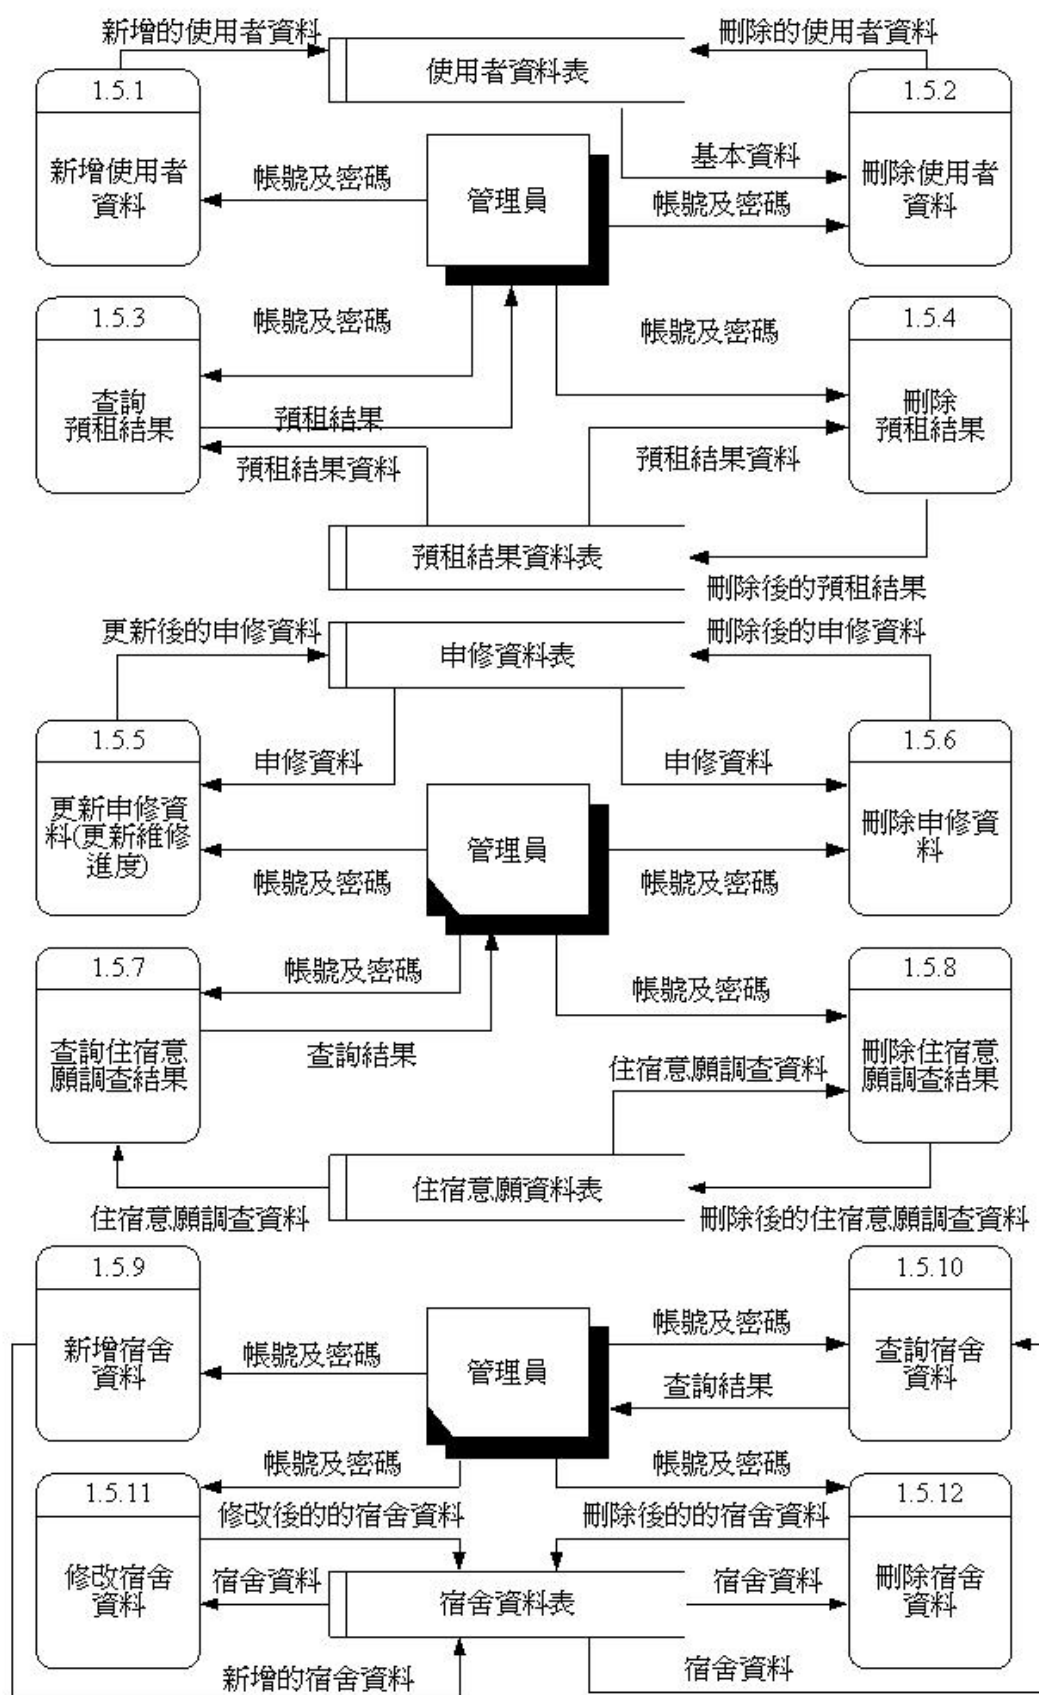 新增的使用者資料
刪除的使用者資料
使用者資料表
1.5.1
新增使用者
資料
1.5.2
刪除使用者
資料
基本資料
帳號及密碼
管理員
帳號及密碼
1.5.3
查詢
預租結果
帳號及密碼
帳號及密碼
1.5.4
刪除
預租結果
預租結果
預租結果資料
預租結果資料
預租結果資料表
刪除後的預租結果
更新後的申修資料
申修資料表
刪除後的申修資料
1.5.5
更新申修資
料(更新維修
進度)
申修資料
申修資料
1.5.6
刪除申修資
料
管理員
帳號及密碼
帳號及密碼
1.5.7
查詢住宿意
願調查結果
帳號及密碼
帳號及密碼
1.5.8
刪除住宿意
願調查結果
查詢結果
住宿意願調查資料
住宿意願資料表
住宿意願調查資料
刪除後的住宿意願調查資料
1.5.9
新增宿舍
資料
1.5.10
查詢宿舍
資料
帳號及密碼
管理員
帳號及密碼
查詢結果
帳號及密碼
帳號及密碼
1.5.11
修改宿舍
資料
1.5.12
刪除宿舍
資料
修改後的的宿舍資料
刪除後的的宿舍資料
宿舍資料
宿舍資料表
宿舍資料
新增的宿舍資料
宿舍資料